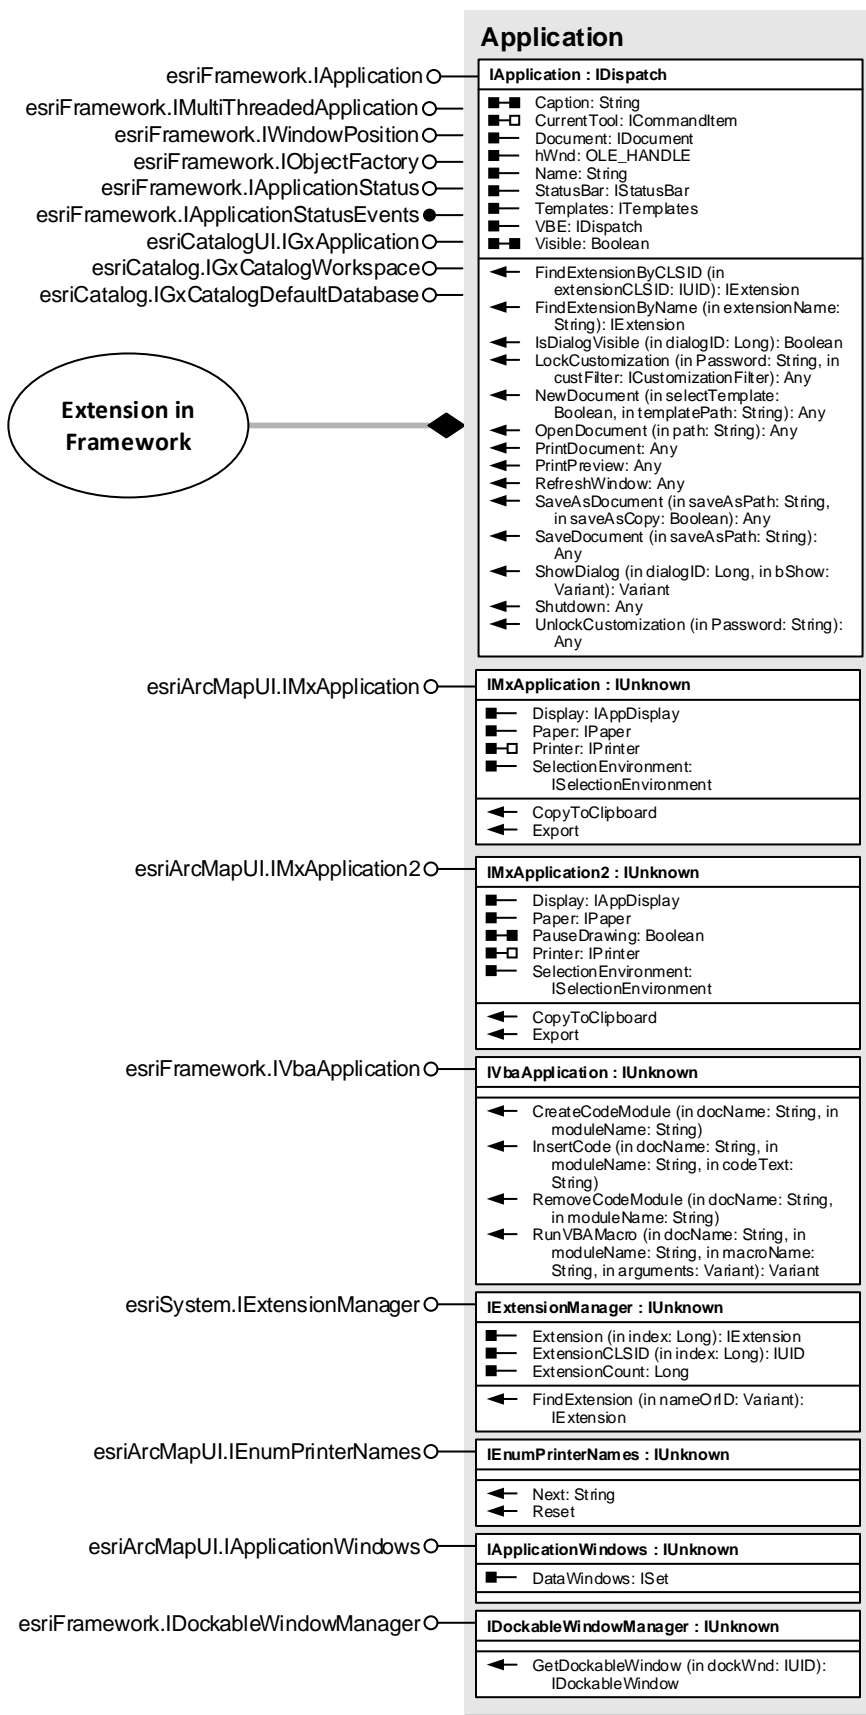 Application
esriFramework.IApplication
esriFramework.IMultiThreadedApplication
esriFramework.IWindowPosition
esriFramework.IObjectFactory
esriFramework.IApplicationStatus
esriFramework.IApplicationStatusEvents
esriCatalogUI.IGxApplication
esriCatalog.IGxCatalogWorkspace
esriCatalog.IGxCatalogDefaultDatabase
Extension in
Framework
IApplication : IDispatch
Caption: String
CurrentTool: ICommandItem
Document: IDocument
hWnd: OLE_HANDLE
Name: String
StatusBar: IStatusBar
Templates: ITemplates
VBE: IDispatch
Visible: Boolean
FindExtensionByCLSID (in
extensionCLSID: IUID): IExtension
FindExtensionByName (in extensionName:
String): IExtension
IsDialogVisible (in dialogID: Long): Boolean
LockCustomization (in Password: String, in
custFilter: ICustomizationFilter): Any
NewDocument (in selectTemplate:
Boolean, in templatePath: String): Any
OpenDocument (in path: String): Any
PrintDocument: Any
PrintPreview: Any
RefreshWindow: Any
SaveAsDocument (in saveAsPath: String,
in saveAsCopy: Boolean): Any
SaveDocument (in saveAsPath: String):
Any
ShowDialog (in dialogID: Long, in bShow:
Variant): Variant
Shutdown: Any
UnlockCustomization (in Password: String):
Any
esriArcMapUI.IMxApplication
IMxApplication : IUnknown
Display: IAppDisplay
Paper: IPaper
Printer: IPrinter
SelectionEnvironment:
ISelectionEnvironment
CopyToClipboard
Export
esriArcMapUI.IMxApplication2
IMxApplication2 : IUnknown
Display: IAppDisplay
Paper: IPaper
PauseDrawing: Boolean
Printer: IPrinter
SelectionEnvironment:
ISelectionEnvironment
CopyToClipboard
Export
esriFramework.IVbaApplication
IVbaApplication : IUnknown
CreateCodeModule (in docName: String, in
moduleName: String)
InsertCode (in docName: String, in
moduleName: String, in codeText:
String)
RemoveCodeModule (in docName: String,
in moduleName: String)
RunVBAMacro (in docName: String, in
moduleName: String, in macroName:
String, in arguments: Variant): Variant
esriSystem.IExtensionManager
IExtensionManager : IUnknown
Extension (in index: Long): IExtension
ExtensionCLSID (in index: Long): IUID
ExtensionCount: Long
FindExtension (in nameOrID: Variant):
IExtension
esriArcMapUI.IEnumPrinterNames
IEnumPrinterNames : IUnknown
Next: String
Reset
esriArcMapUI.IApplicationWindows
IApplicationWindows : IUnknown
DataWindows: ISet
esriFramework.IDockableWindowManager
IDockableWindowManager : IUnknown
GetDockableWindow (in dockWnd: IUID):
IDockableWindow